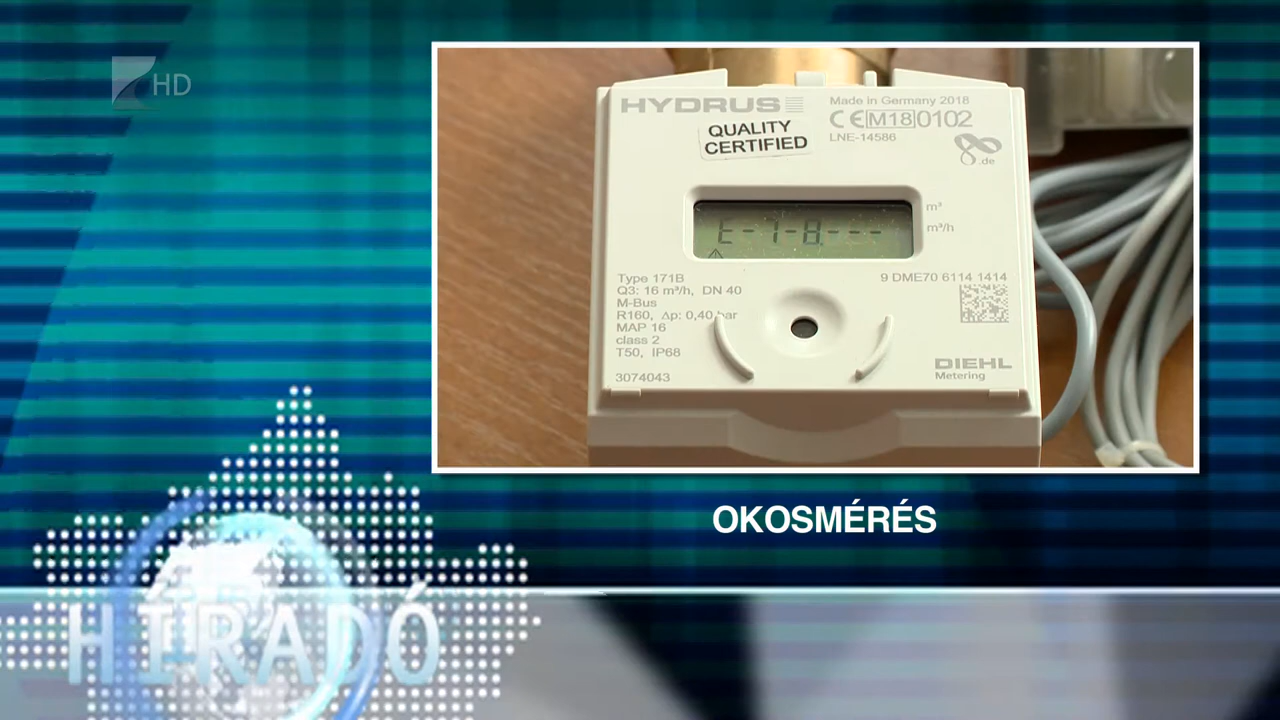 HD
HYDRUS
QUALITY
CERTIFIED
Made in Germany 2018
CE M18 0102
LNE-14586
.de
E-1-8.---
m³
m³/h
Type 171B
Q3: 16 m³/h, DN 40
M-Bus
R160, Δp: 0,40 bar
MAP 16
class 2
T50, IP68
3074043
9 DME70 6114 1414
DIEHL
Metering
OKOSMÉRÉS
HÍRADÓ